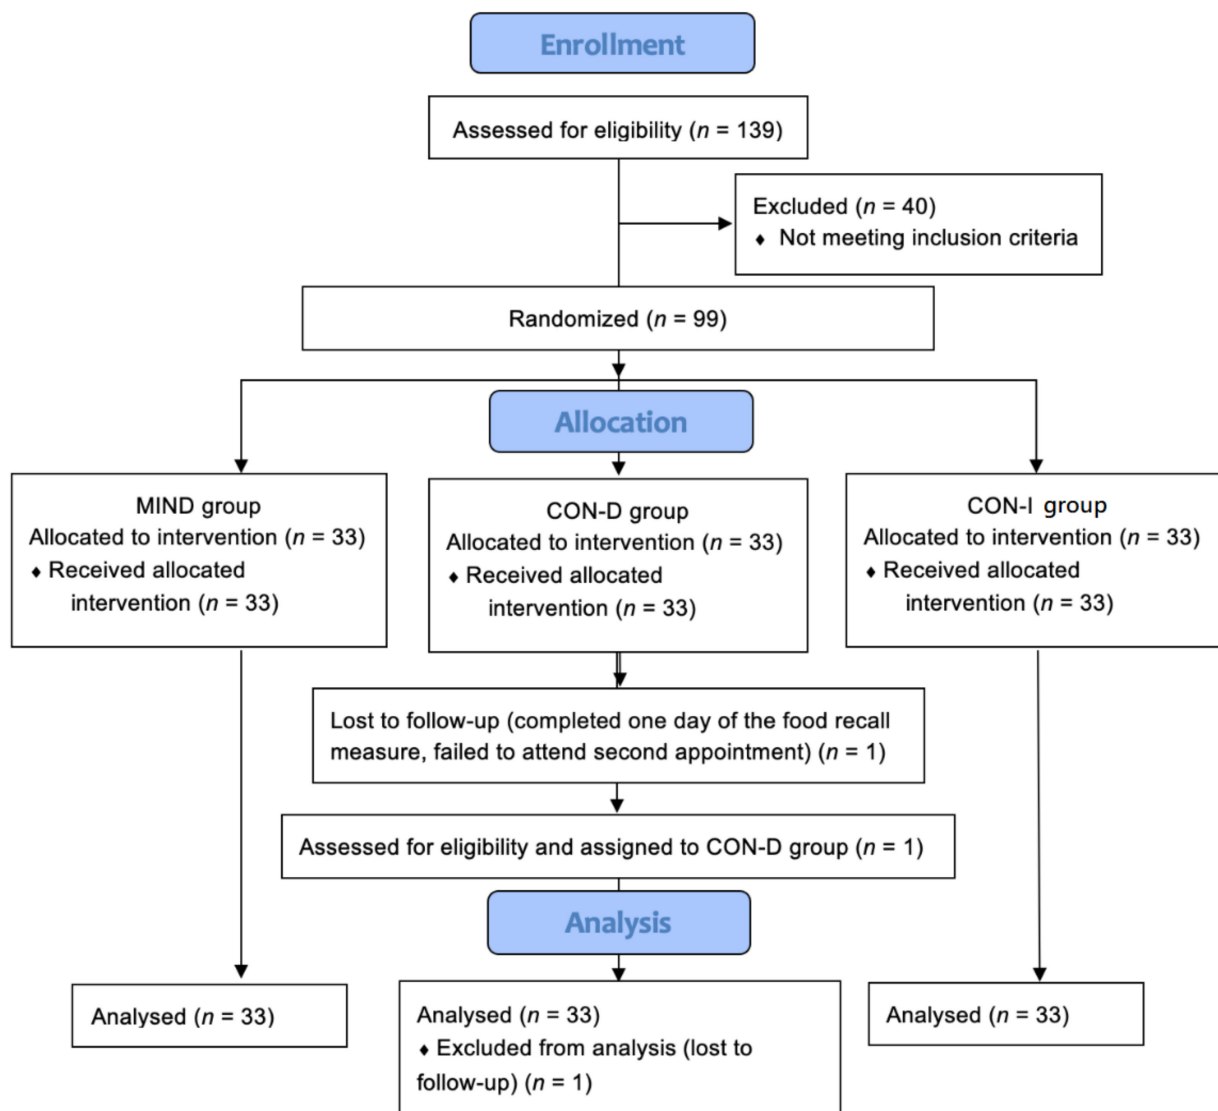 Enrollment
Assessed for eligibility (n = 139)
Excluded (n = 40)
♦ Not meeting inclusion criteria
Randomized (n = 99)
Allocation
MIND group
Allocated to intervention (n = 33)
♦ Received allocated
intervention (n = 33)
CON-D group
Allocated to intervention (n = 33)
♦ Received allocated
intervention (n = 33)
CON-I group
Allocated to intervention (n = 33)
♦ Received allocated
intervention (n = 33)
Lost to follow-up (completed one day of the food recall
measure, failed to attend second appointment) (n = 1)
Assessed for eligibility and assigned to CON-D group (n = 1)
Analysis
Analysed (n = 33)
Analysed (n = 33)
♦ Excluded from analysis (lost to
follow-up) (n = 1)
Analysed (n = 33)